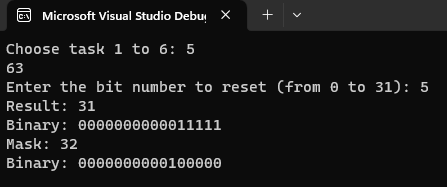 Microsoft Visual Studio Debu
Choose task 1 to 6: 5
63
Enter the bit number to reset (from 0 to 31): 5
Result: 31
Binary: 0000000000011111
Mask: 32
Binary: 0000000000100000